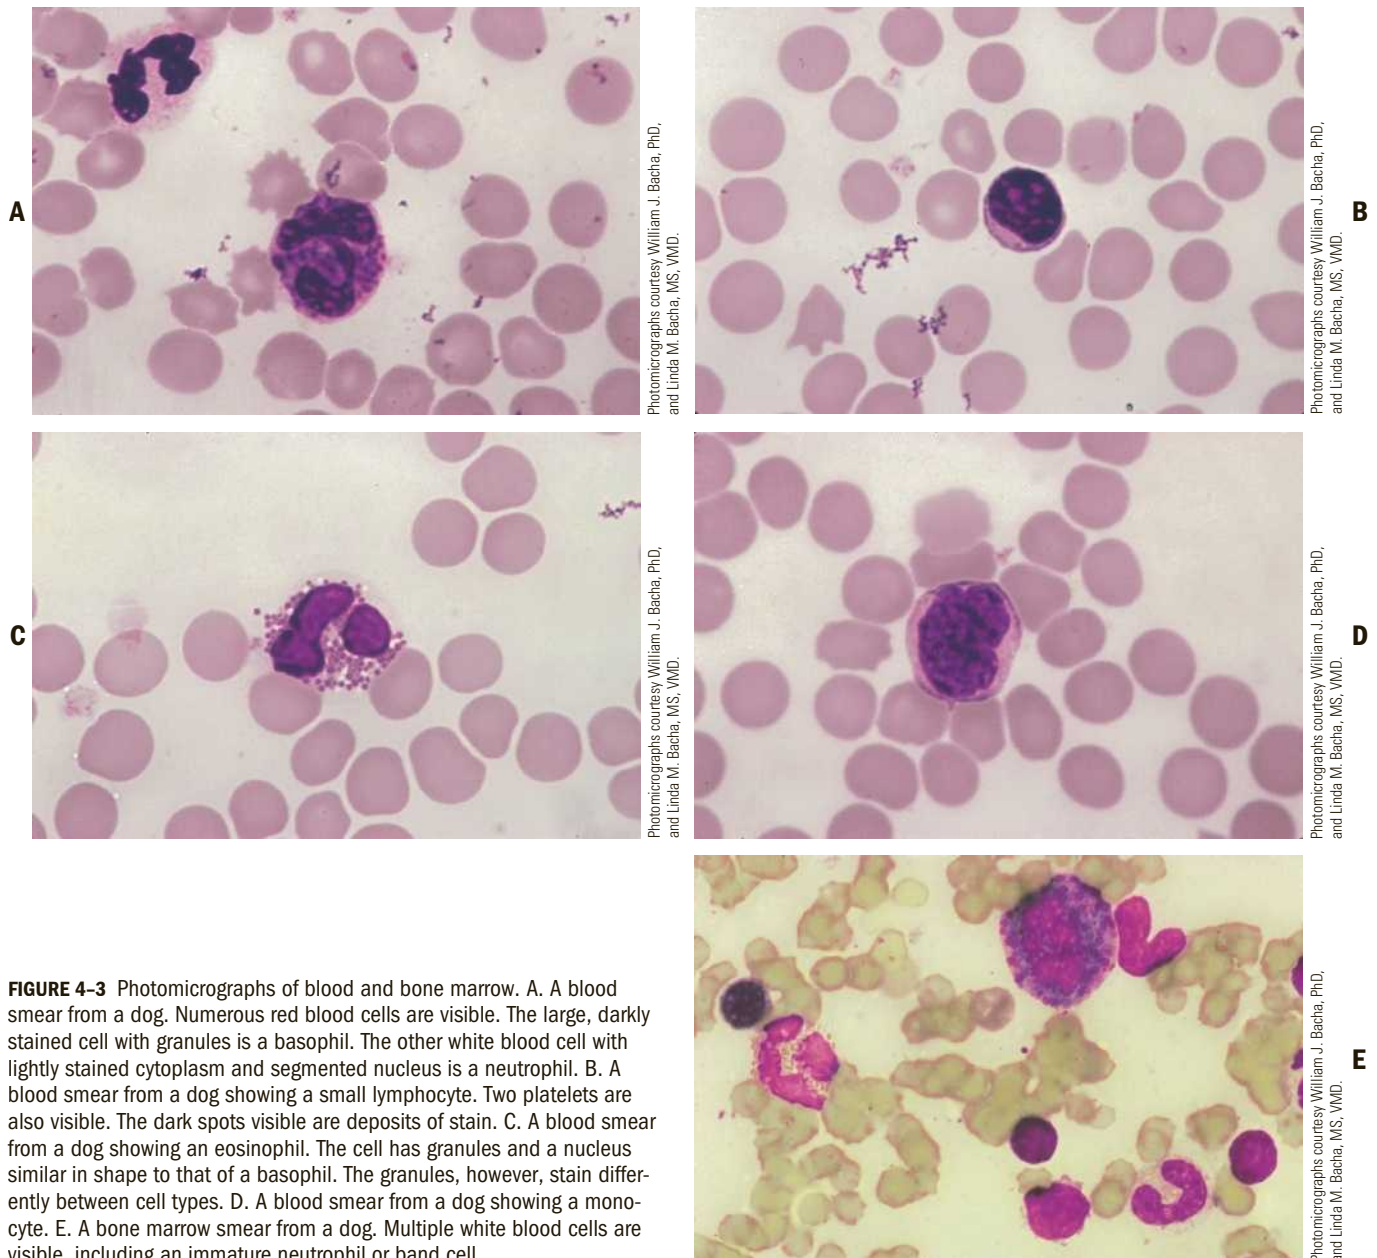 A
Photomicrographs courtesy William J. Bacha, PhD,
and Linda M. Bacha, MS, VMD.
Photomicrographs courtesy William J. Bacha, PhD,
and Linda M. Bacha, MS, VMD.
B
C
Photomicrographs courtesy William J. Bacha, PhD,
and Linda M. Bacha, MS, VMD.
Photomicrographs courtesy William J. Bacha, PhD,
and Linda M. Bacha, MS, VMD.
D
FIGURE 4–3 Photomicrographs of blood and bone marrow. A. A blood
smear from a dog. Numerous red blood cells are visible. The large, darkly
stained cell with granules is a basophil. The other white blood cell with
lightly stained cytoplasm and segmented nucleus is a neutrophil. B. A
blood smear from a dog showing a small lymphocyte. Two platelets are
also visible. The dark spots visible are deposits of stain. C. A blood smear
from a dog showing an eosinophil. The cell has granules and a nucleus
similar in shape to that of a basophil. The granules, however, stain differ-
ently between cell types. D. A blood smear from a dog showing a mono-
cyte. E. A bone marrow smear from a dog. Multiple white blood cells are
visible, including an immature neutrophil or band cell.
Photomicrographs courtesy William J. Bacha, PhD,
and Linda M. Bacha, MS, VMD.
E